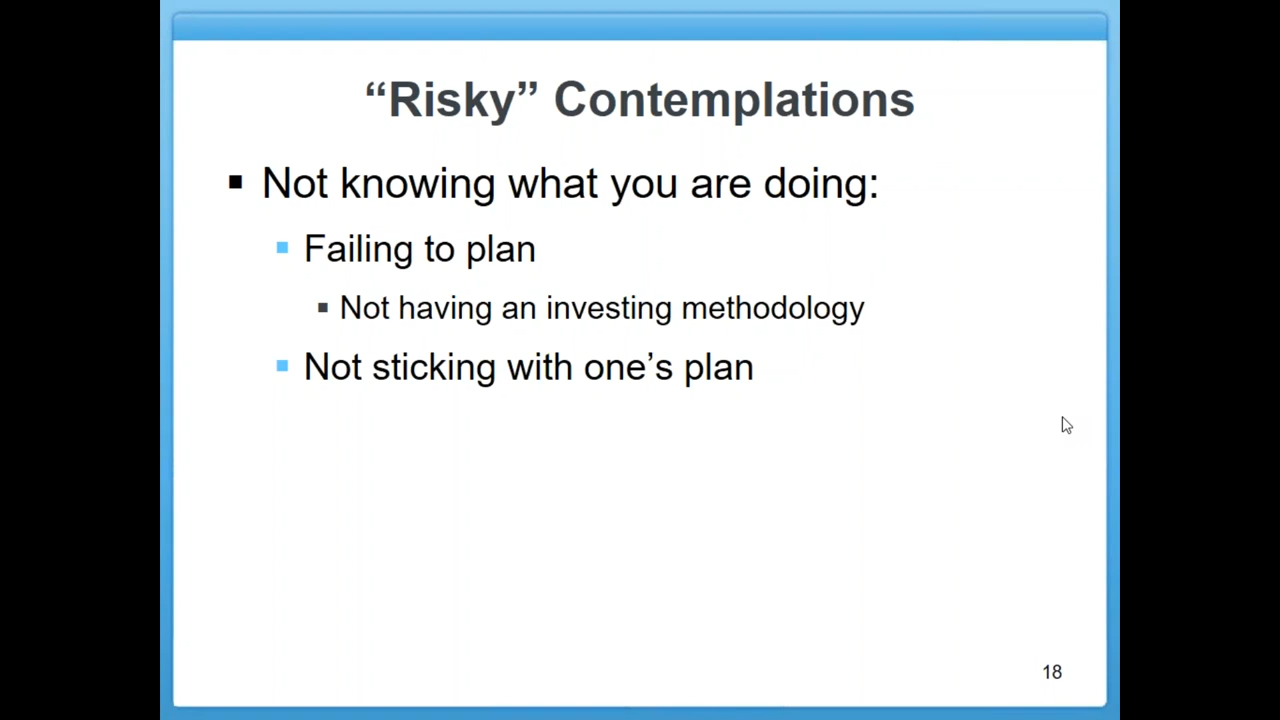 “Risky” Contemplations
Not knowing what you are doing:
Failing to plan
Not having an investing methodology
Not sticking with one’s plan
18